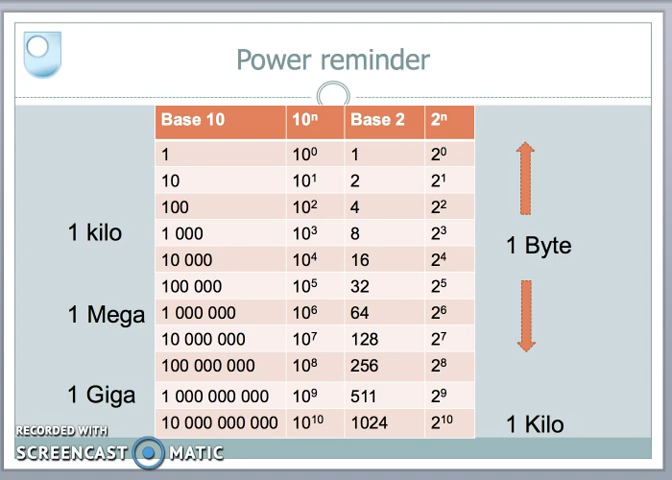 Power reminder
Base 10 10ⁿ Base 2 2ⁿ
1 10⁰ 1 2⁰
10 10¹ 2 2¹
100 10² 4 2²
1 kilo 1 000 10³ 8 2³
1 Byte
10 000 10⁴ 16 2⁴
100 000 10⁵ 32 2⁵
1 Mega 1 000 000 10⁶ 64 2⁶
10 000 000 10⁷ 128 2⁷
100 000 000 10⁸ 256 2⁸
1 Giga 1 000 000 000 10⁹ 511 2⁹
10 000 000 000 10¹⁰ 1024 2¹⁰ 1 Kilo
RECORDED WITH
SCREENCAST MATIC